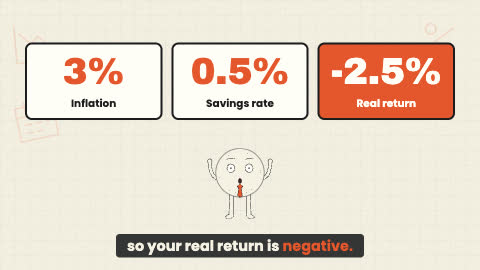 3%
Inflation
0.5%
Savings rate
-2.5%
Real return
so your real return is negative.